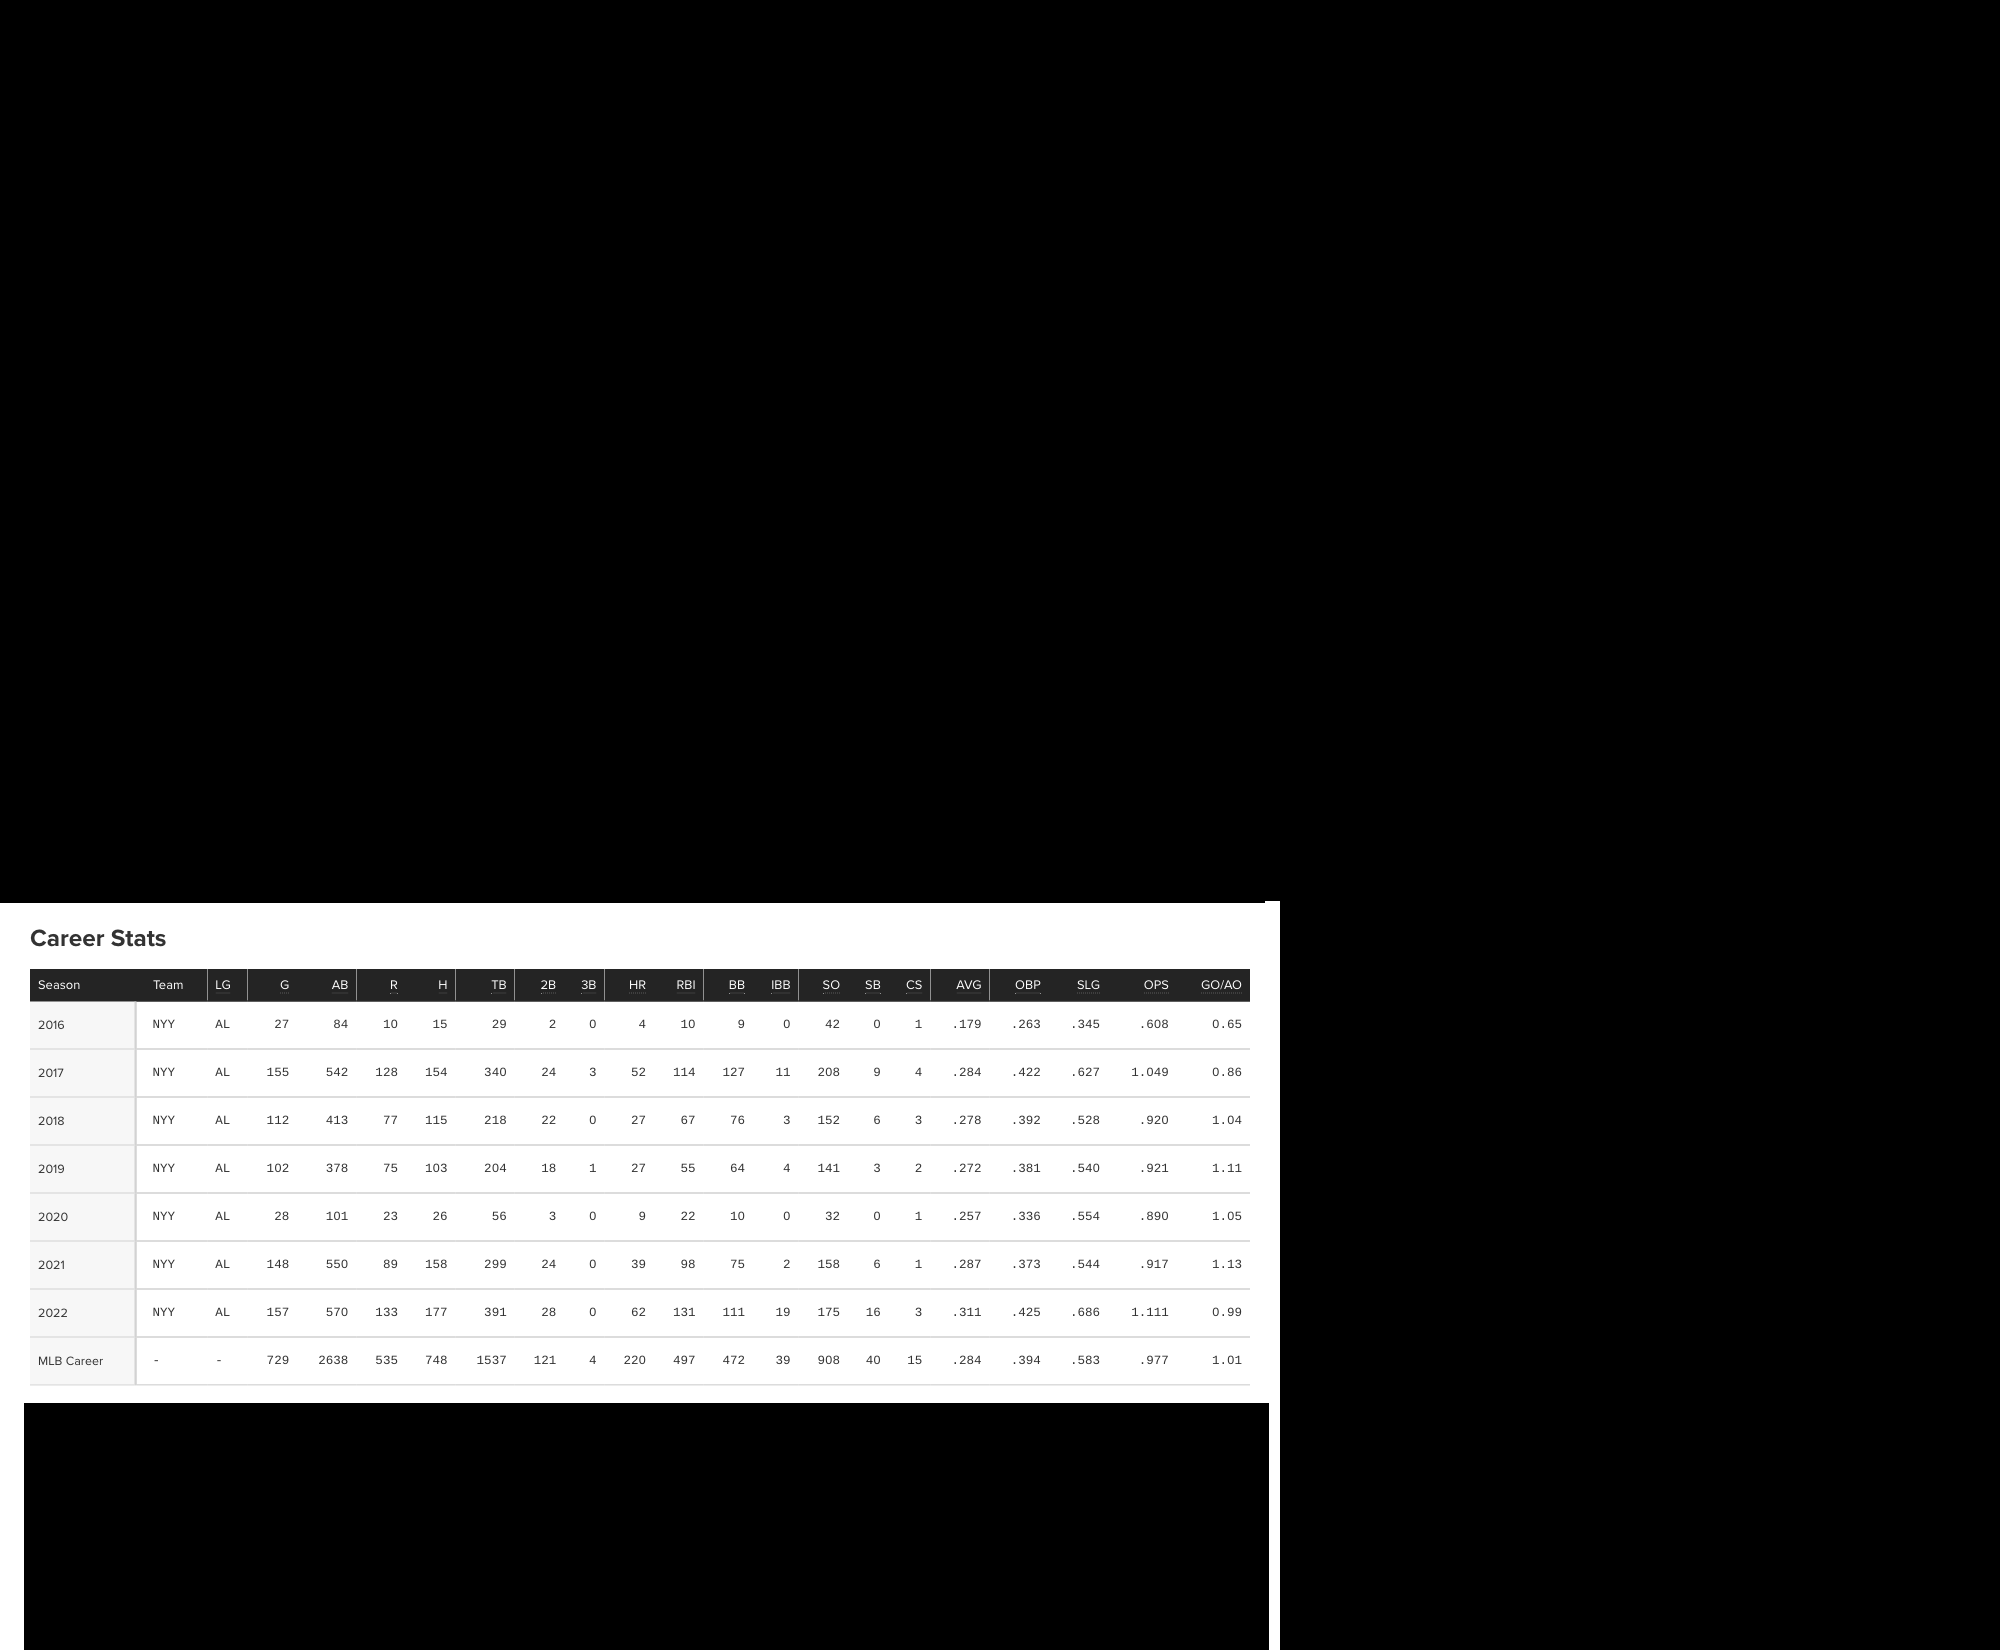 Career Stats
Season Team LG G AB R H TB 2B 3B HR RBI BB IBB SO SB CS AVG OBP SLG OPS GO/AO
2016 NYY AL 27 84 10 15 29 2 0 4 10 9 0 42 0 1 .179 .263 .345 .608 0.65
2017 NYY AL 155 542 128 154 340 24 3 52 114 127 11 208 9 4 .284 .422 .627 1.049 0.86
2018 NYY AL 112 413 77 115 218 22 0 27 67 76 3 152 6 3 .278 .392 .528 .920 1.04
2019 NYY AL 102 378 75 103 204 18 1 27 55 64 4 141 3 2 .272 .381 .540 .921 1.11
2020 NYY AL 28 101 23 26 56 3 0 9 22 10 0 32 0 1 .257 .336 .554 .890 1.05
2021 NYY AL 148 550 89 158 299 24 0 39 98 75 2 158 6 1 .287 .373 .544 .917 1.13
2022 NYY AL 157 570 133 177 391 28 0 62 131 111 19 175 16 3 .311 .425 .686 1.111 0.99
MLB Career - - 729 2638 535 748 1537 121 4 220 497 472 39 908 40 15 .284 .394 .583 .977 1.01